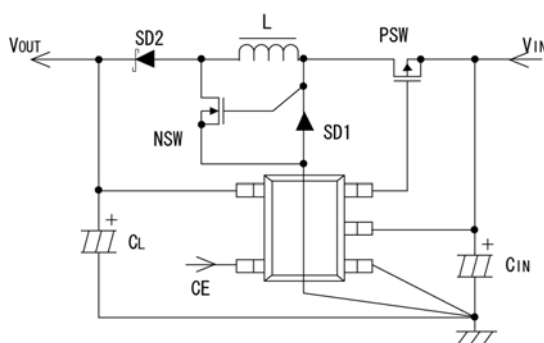 L
VOUT SD2 PSW VIN
NSW SD1
+
CL
+
CIN
CE